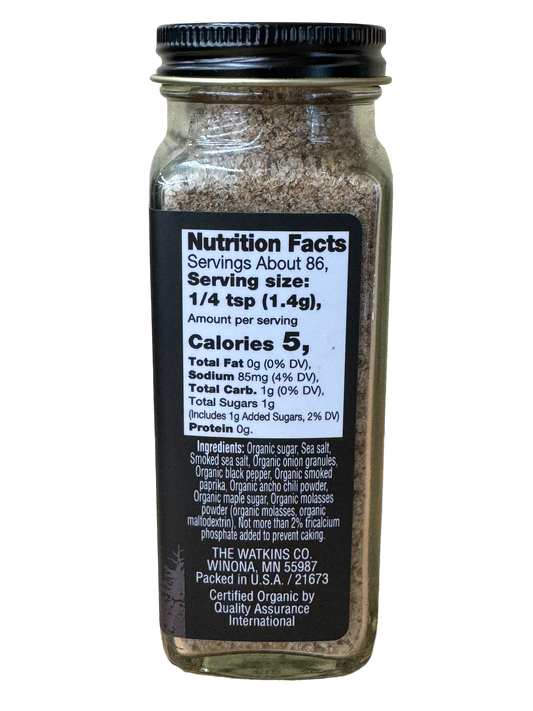 Nutrition Facts
Servings About 86,
Serving size:
1/4 tsp (1.4g),
Amount per serving
Calories 5,
Total Fat 0g (0% DV),
Sodium 85mg (4% DV),
Total Carb. 1g (0% DV),
Total Sugars 1g
(Includes 1g Added Sugars, 2% DV)
Protein 0g.
Ingredients: Organic sugar, Sea salt,
Smoked sea salt, Organic onion granules,
Organic black pepper, Organic smoked
paprika, Organic ancho chili powder,
Organic maple sugar, Organic molasses
powder (organic molasses, organic
maltodextrin), Not more than 2% tricalcium
phosphate added to prevent caking.
THE WATKINS CO.
WINONA, MN 55987
Packed in U.S.A. / 21673
Certified Organic by
Quality Assurance
International